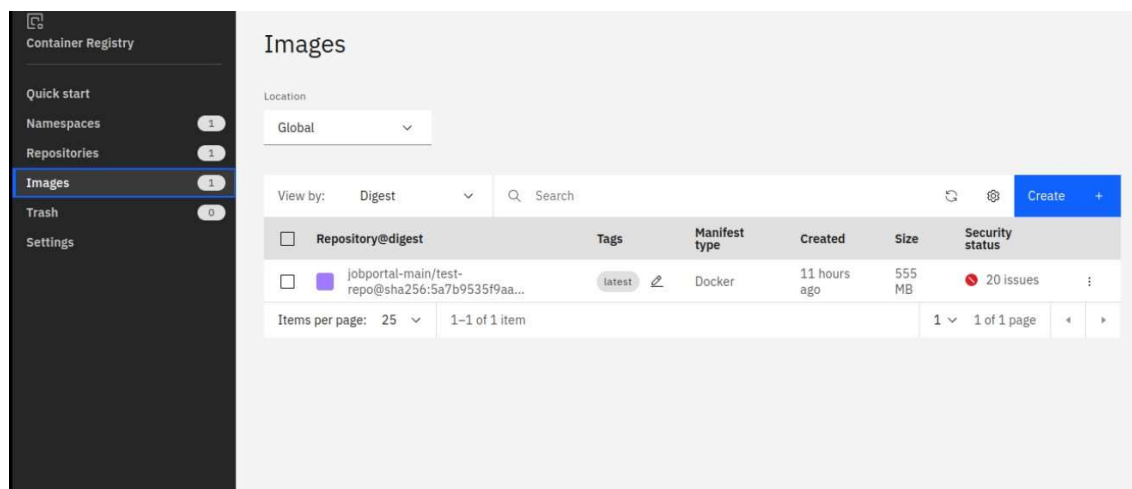 Container Registry
Quick start
Namespaces 1
Repositories 1
Images 1
Trash 0
Settings
Images
Location
Global
View by: Digest Search Create +
Repository@digest Tags Manifest type Created Size Security status
jobportal-main/test-
repo@sha256:5a7b9535f9aa... latest Docker 11 hours ago 555 MB 20 issues
Items per page: 25 1–1 of 1 item 1 1 of 1 page